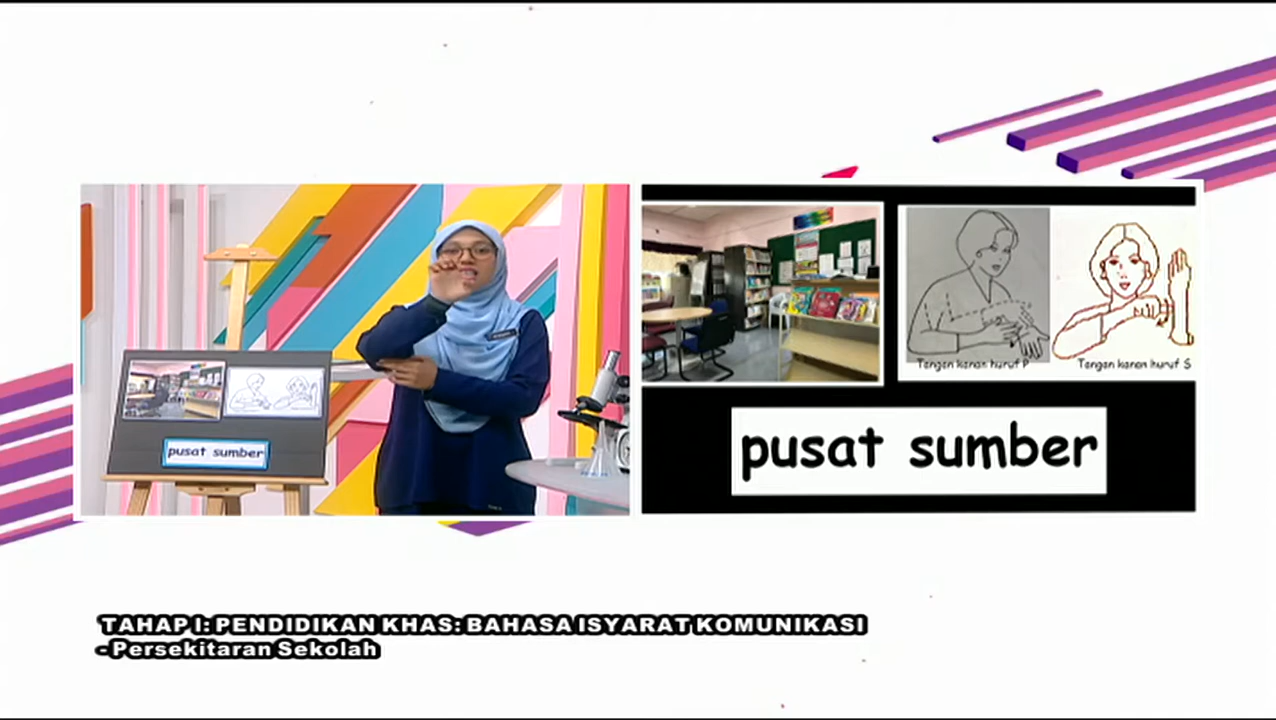 pusat sumber
Tangan kanan huruf P
Tangan kanan huruf S
pusat sumber
TAHAP I: PENDIDIKAN KHAS: BAHASA ISYARAT KOMUNIKASI
- Persekitaran Sekolah